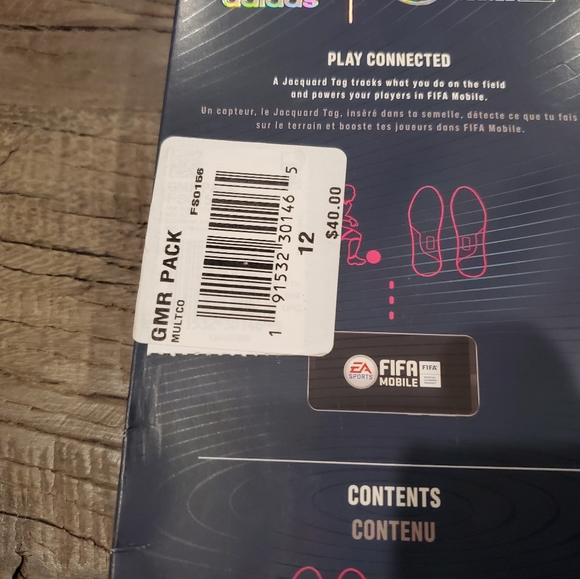 adidas
PLAY CONNECTED
A Jacquard Tag tracks what you do on the field
and powers your players in FIFA Mobile.
Un capteur, le Jacquard Tag, inséré dans ta semelle, détecte ce que tu fais
sur le terrain et booste tes joueurs dans FIFA Mobile.
GMR PACK
MULTCO
FS0156
1 91532 30146 5
12
$40.00
EA
SPORTS
FIFA
MOBILE
FIFA
CONTENTS
CONTENU